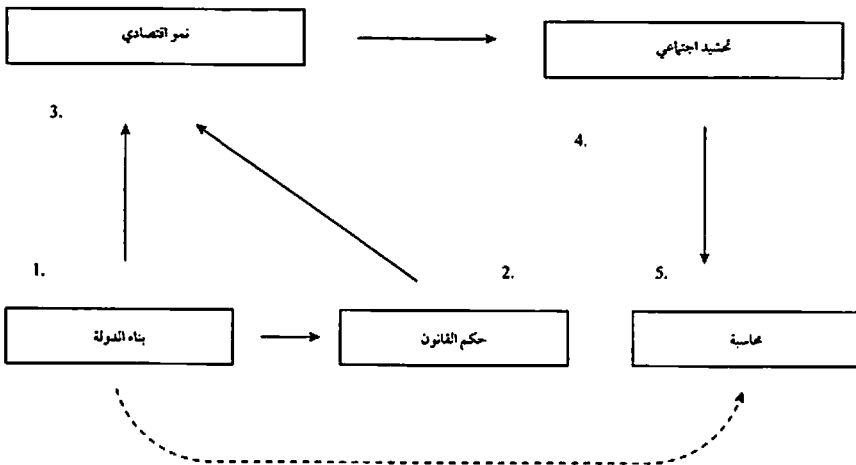 نمو اقتصادي
تحشيد اجتماعي
3.
4.
1.
2.
5.
بناء الدولة
حكم القانون
محاسبة